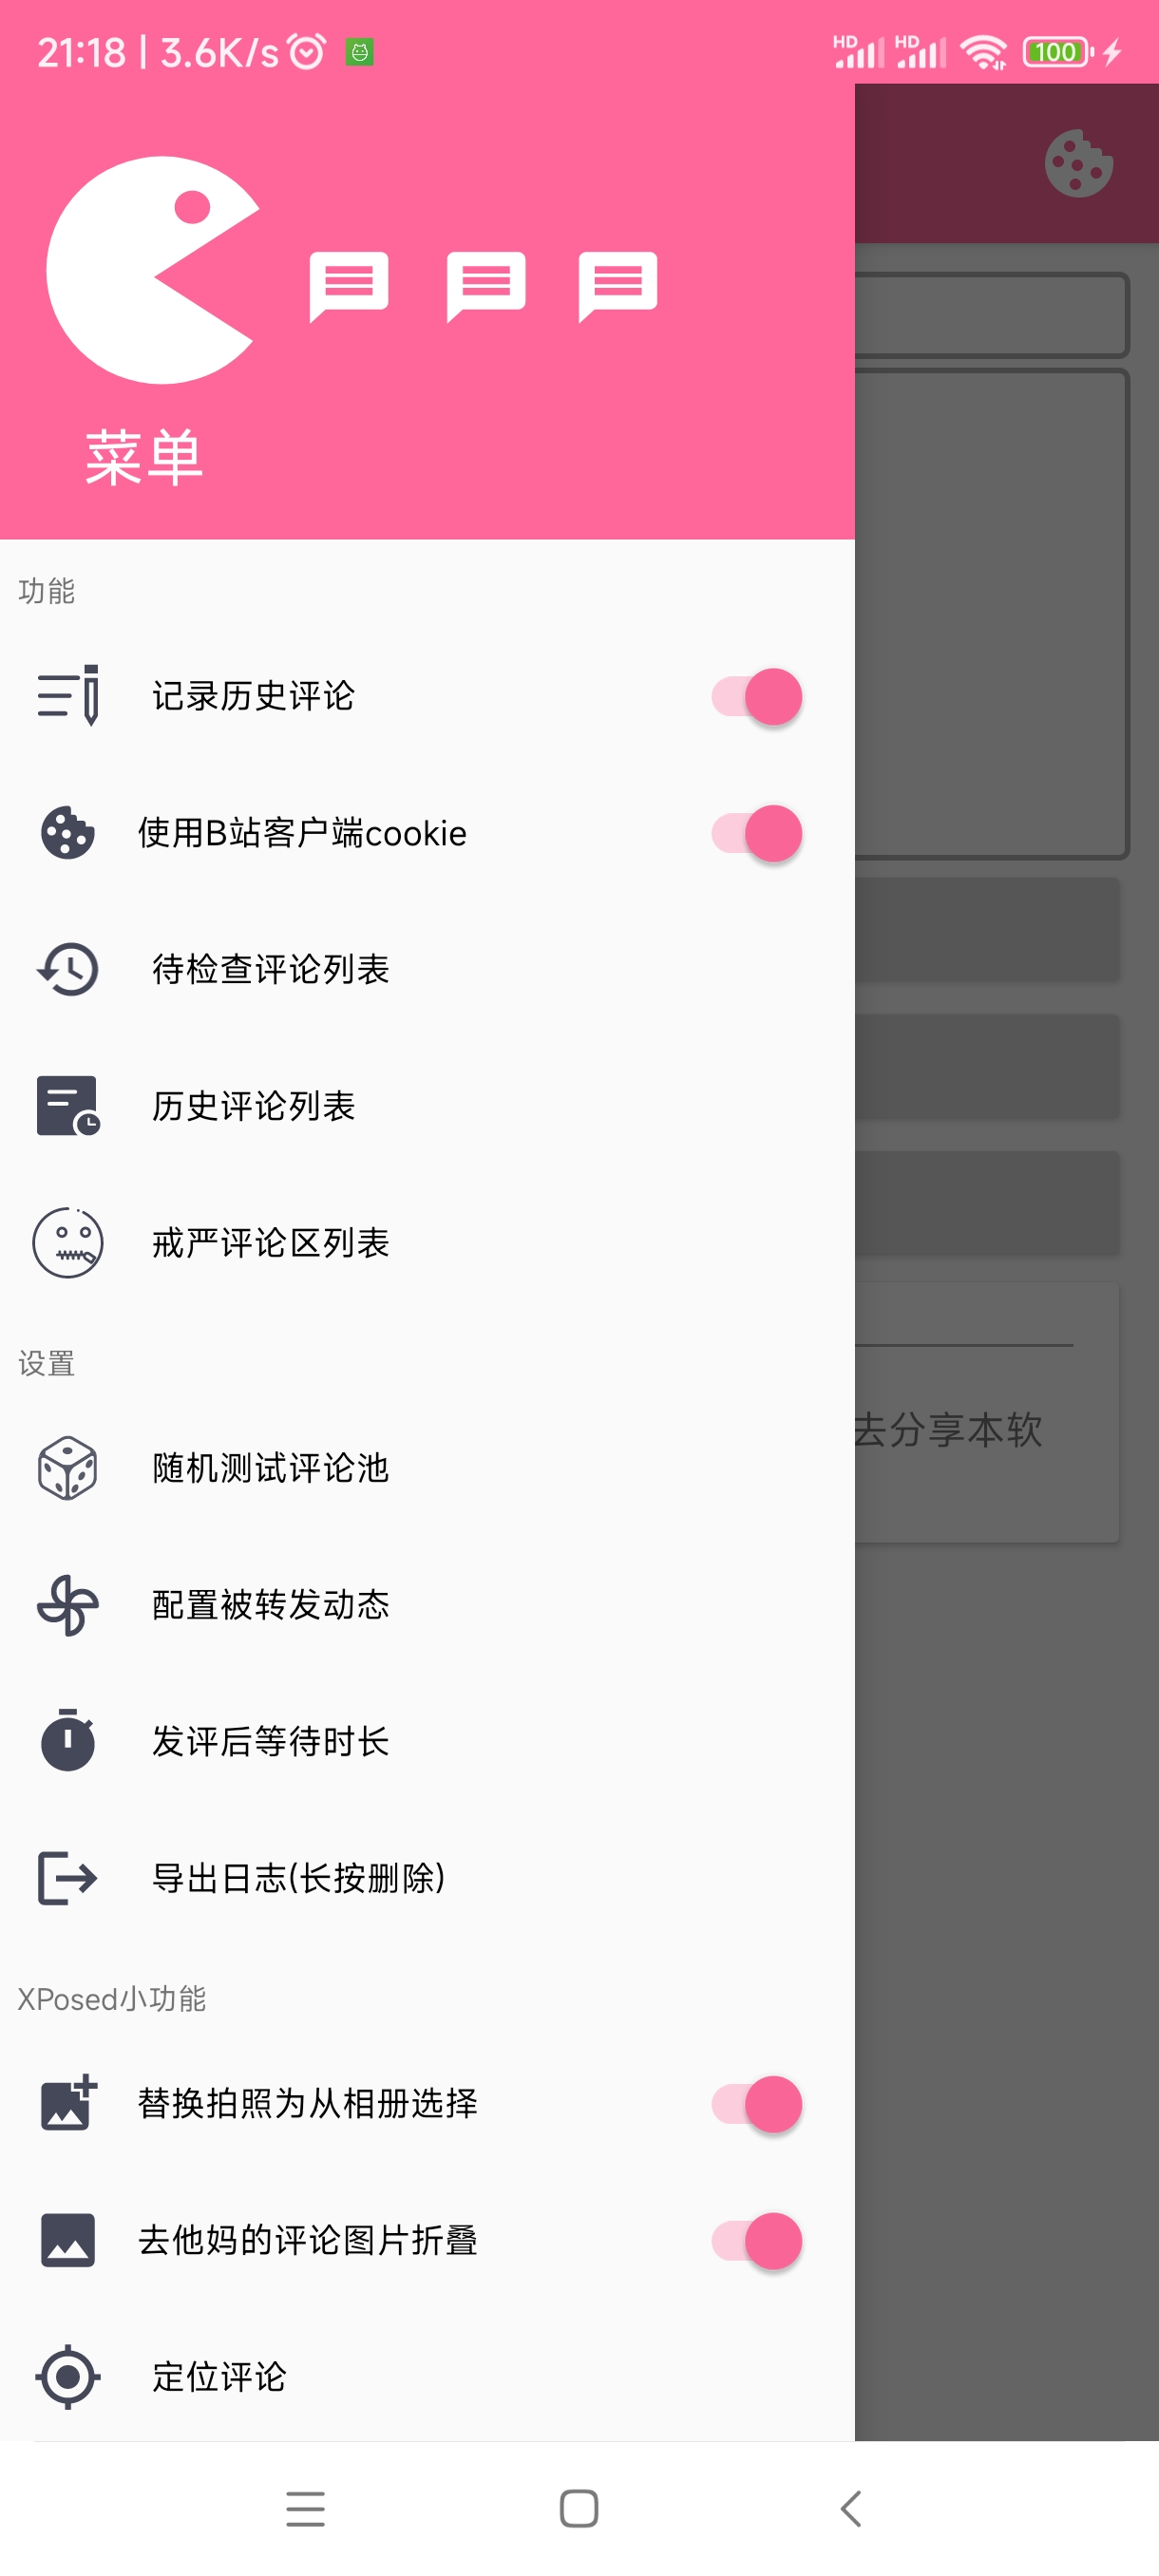 21:18 | 3.6K/s
HD HD 100
菜单
功能
记录历史评论
使用B站客户端cookie
待检查评论列表
历史评论列表
戒严评论区列表
设置
去分享本软
随机测试评论池
配置被转发动态
发评后等待时长
导出日志(长按删除)
XPosed小功能
替换拍照为从相册选择
去他妈的评论图片折叠
定位评论